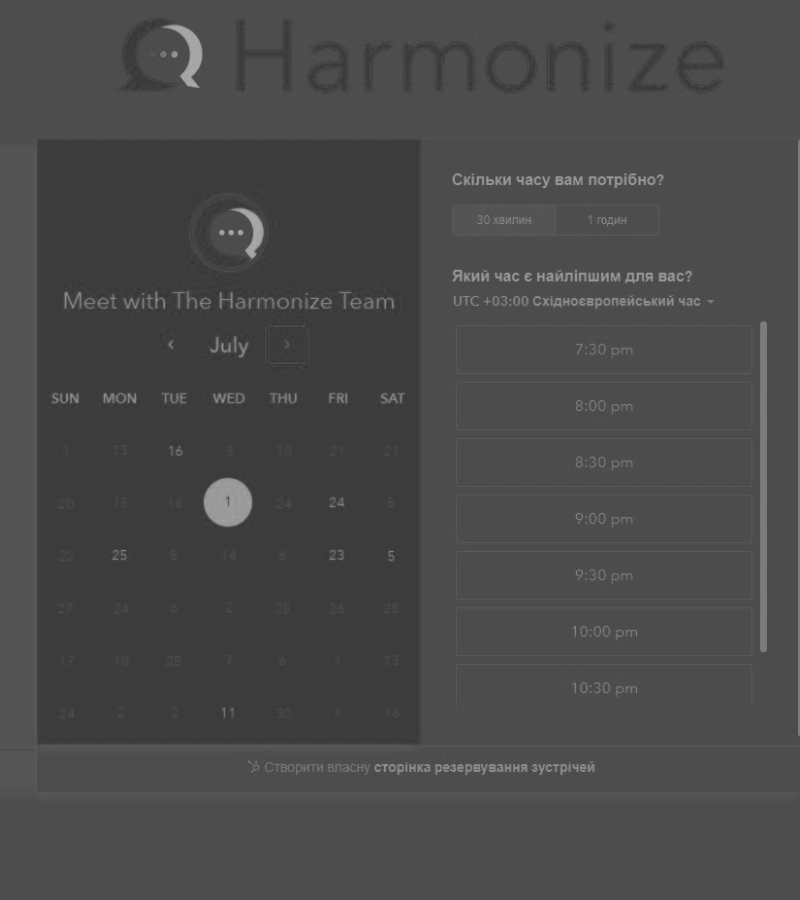 Harmonize
Meet with The Harmonize Team
July
SUN MON TUE WED THU FRI SAT
1 13 16 3 10 21 21
20 15 16 1 24 24 5
22 25 5 14 6 23 5
27 24 6 2 25 26 28
17 10 28 7 6 1 13
24 2 2 11 30 1 16
Скільки часу вам потрібно?
30 хвилин 1 годин
Який час є найліпшим для вас?
UTC +03:00 Східноєвропейський час
7:30 pm
8:00 pm
8:30 pm
9:00 pm
9:30 pm
10:00 pm
10:30 pm
Створити власну сторінка резервування зустрічей